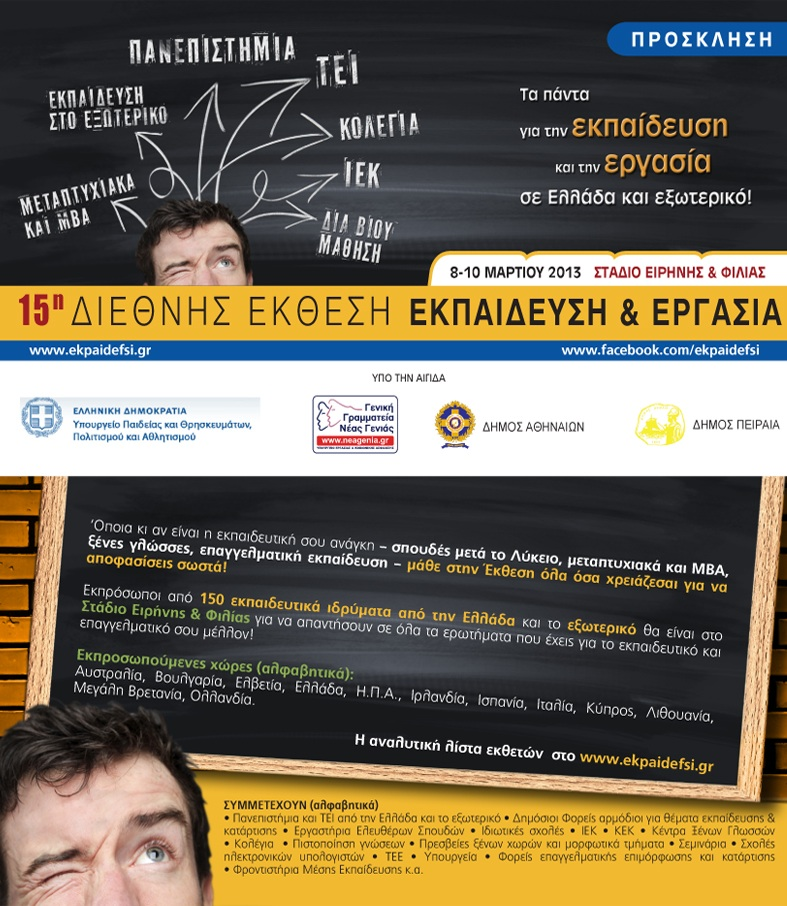 ΠΡΟΣΚΛΗΣΗ
ΠΑΝΕΠΙΣΤΗΜΙΑ
ΤΕΙ
ΕΚΠΑΙΔΕΥΣΗ
ΣΤΟ ΕΞΩΤΕΡΙΚΟ
ΚΟΛΕΓΙΑ
ΙΕΚ
ΜΕΤΑΠΤΥΧΙΑΚΑ
ΚΑΙ MBA
ΔΙΑ ΒΙΟΥ
ΜΑΘΗΣΗ
Τα πάντα
για την εκπαίδευση
και την εργασία
σε Ελλάδα και εξωτερικό!
8-10 ΜΑΡΤΙΟΥ 2013 ΣΤΑΔΙΟ ΕΙΡΗΝΗΣ & ΦΙΛΙΑΣ
15η ΔΙΕΘΝΗΣ ΕΚΘΕΣΗ ΕΚΠΑΙΔΕΥΣΗ & ΕΡΓΑΣΙΑ
www.ekpaidefsi.gr www.facebook.com/ekpaidefsi
ΥΠΟ ΤΗΝ ΑΙΓΙΔΑ
ΕΛΛΗΝΙΚΗ ΔΗΜΟΚΡΑΤΙΑ
Υπουργείο Παιδείας και Θρησκευμάτων,
Πολιτισμού και Αθλητισμού
Γενική
Γραμματεία
Νέας Γενιάς
www.neagenia.gr
ΔΗΜΟΣ ΑΘΗΝΑΙΩΝ
ΔΗΜΟΣ ΠΕΙΡΑΙΑ
'Οποια κι αν είναι η εκπαιδευτική σου ανάγκη – σπουδές μετά το Λύκειο, μεταπτυχιακά και MBA,
ξένες γλώσσες, επαγγελματική εκπαίδευση – μάθε στην Έκθεση όλα όσα χρειάζεσαι για να
αποφασίσεις σωστά!
Εκπρόσωποι από 150 εκπαιδευτικά ιδρύματα από την Ελλάδα και το εξωτερικό θα είναι στο
Στάδιο Ειρήνης & Φιλίας για να απαντήσουν σε όλα τα ερωτήματα που έχεις για το εκπαιδευτικό και
επαγγελματικό σου μέλλον!
Εκπροσωπούμενες χώρες (αλφαβητικά):
Αυστραλία, Βουλγαρία, Ελβετία, Ελλάδα, Η.Π.Α., Ιρλανδία, Ισπανία, Ιταλία, Κύπρος, Λιθουανία,
Μεγάλη Βρετανία, Ολλανδία.
Η αναλυτική λίστα εκθετών στο www.ekpaidefsi.gr
ΣΥΜΜΕΤΕΧΟΥΝ (αλφαβητικά)
• Πανεπιστήμια και ΤΕΙ από την Ελλάδα και το εξωτερικό • Δημόσιοι Φορείς αρμόδιοι για θέματα εκπαίδευσης &
κατάρτισης • Εργαστήρια Ελευθέρων Σπουδών • Ιδιωτικές σχολές • ΙΕΚ • ΚΕΚ • Κέντρα Ξένων Γλωσσών
• Κολέγια • Πιστοποίηση γνώσεων • Πρεσβείες ξένων χωρών και μορφωτικά τμήματα • Σεμινάρια • Σχολές
ηλεκτρονικών υπολογιστών • ΤΕΕ • Υπουργεία • Φορείς επαγγελματικής επιμόρφωσης και κατάρτισης
• Φροντιστήρια Μέσης Εκπαίδευσης κ.α.